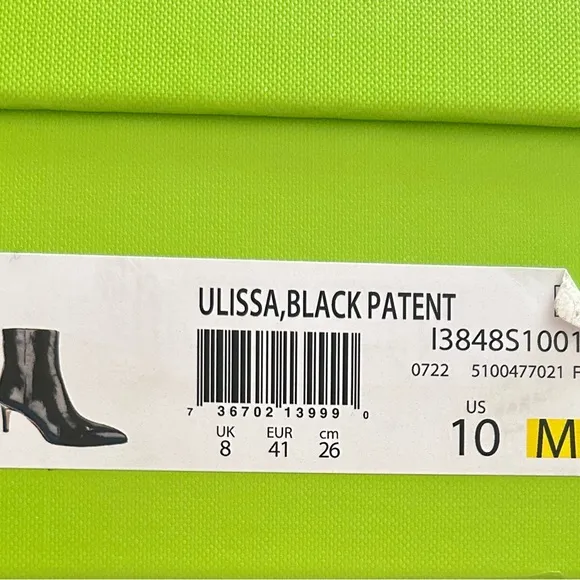 ULISSA,BLACK PATENT
I3848S1001
0722 5100477021
7 36702 13999 0
UK EUR cm
8 41 26
US
10 M